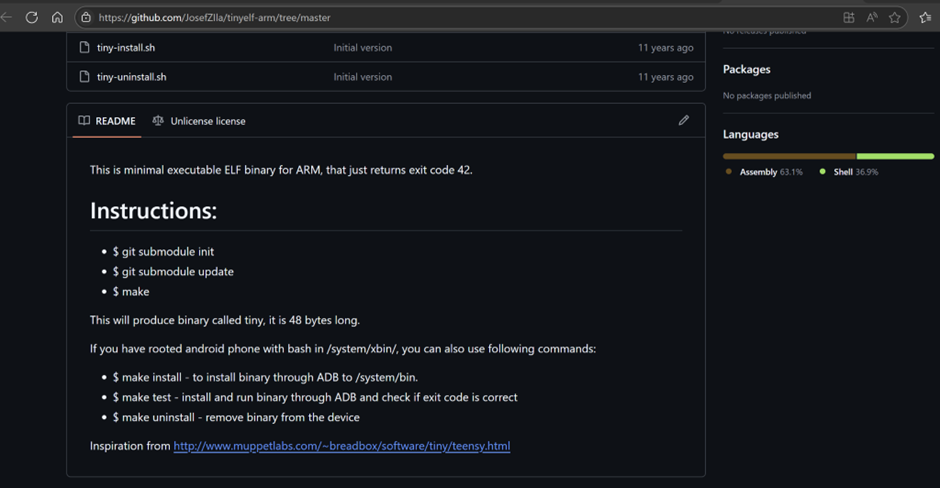 https://github.com/JosefZIla/tinyelf-arm/tree/master
No releases published
tiny-install.sh Initial version 11 years ago
tiny-uninstall.sh Initial version 11 years ago
Packages
No packages published
Languages
Assembly 63.1% Shell 36.9%
README Unlicense license
This is minimal executable ELF binary for ARM, that just returns exit code 42.
Instructions:
• $ git submodule init
• $ git submodule update
• $ make
This will produce binary called tiny, it is 48 bytes long.
If you have rooted android phone with bash in /system/xbin/, you can also use following commands:
• $ make install - to install binary through ADB to /system/bin.
• $ make test - install and run binary through ADB and check if exit code is correct
• $ make uninstall - remove binary from the device
Inspiration from http://www.muppetlabs.com/~breadbox/software/tiny/teensy.html